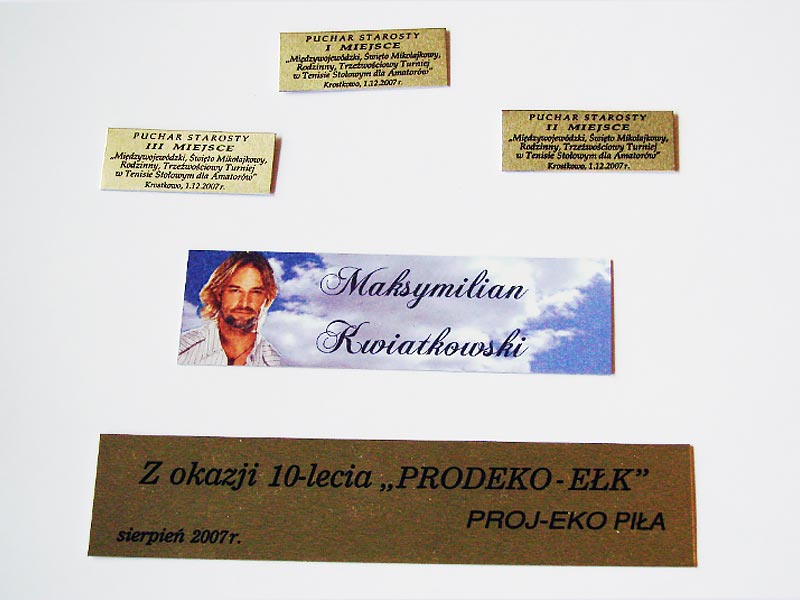 PUCHAR STAROSTY
I MIEJSCE
„Międzywojewódzki, Święto Mikołajkowy,
Rodzinny, Trzeźwościowy Turniej
w Tenisie Stołowym dla Amatorów"
Krostkowo, 1.12.2007 r.
PUCHAR STAROSTY
II MIEJSCE
„Międzywojewódzki, Święto Mikołajkowy,
Rodzinny, Trzeźwościowy Turniej
w Tenisie Stołowym dla Amatorów"
Krostkowo, 1.12.2007 r.
PUCHAR STAROSTY
III MIEJSCE
„Międzywojewódzki, Święto Mikołajkowy,
Rodzinny, Trzeźwościowy Turniej
w Tenisie Stołowym dla Amatorów"
Krostkowo, 1.12.2007 r.
Maksymilian
Kwiatkowski
Z okazji 10-lecia „PRODEKO - EŁK"
PROJ-EKO PIŁA
sierpień 2007 r.